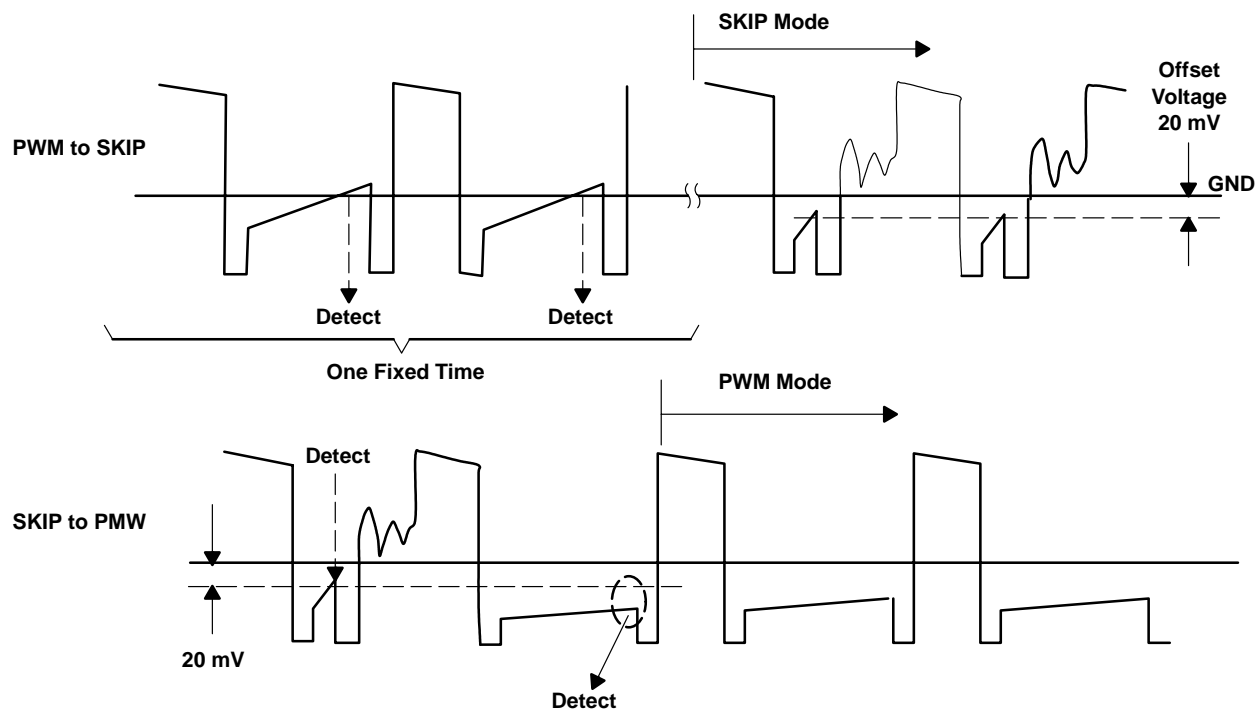 SKIP Mode
Offset
Voltage
20 mV
PWM to SKIP
GND
Detect
Detect
One Fixed Time
PWM Mode
Detect
SKIP to PMW
20 mV
Detect